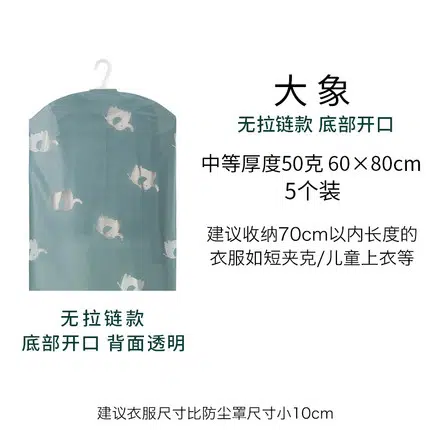 大象
无拉链款 底部开口
中等厚度50克 60×80cm
5个装
建议收纳70cm以内长度的
衣服如短夹克/儿童上衣等
无拉链款
底部开口 背面透明
建议衣服尺寸比防尘罩尺寸小10cm